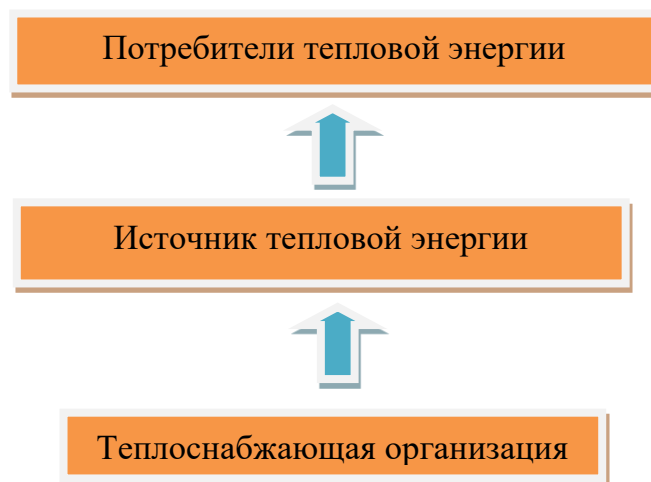 Потребители тепловой энергии
Источник тепловой энергии
Теплоснабжающая организация